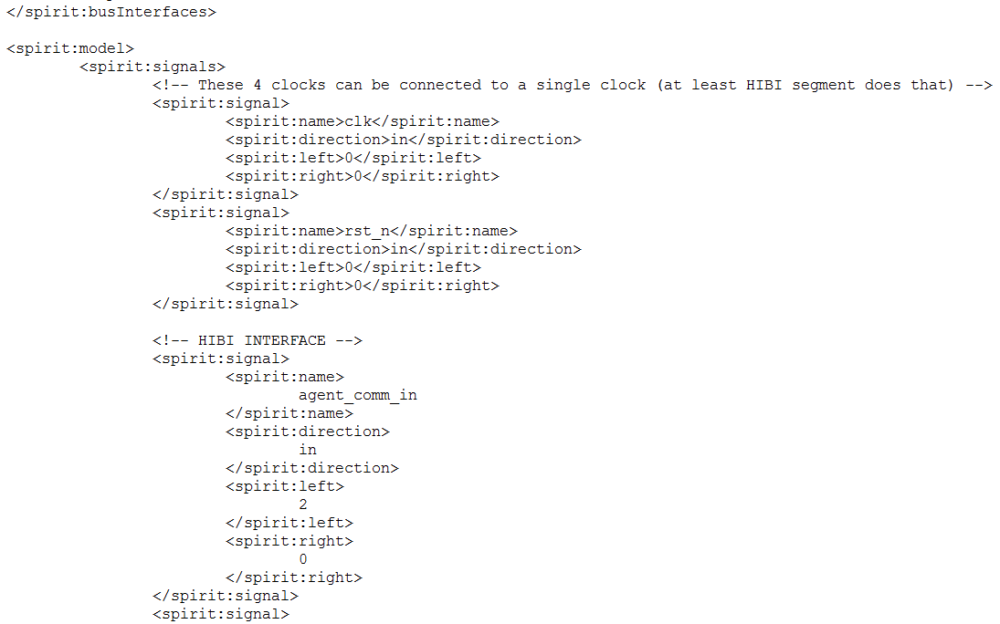 </spirit:busInterfaces>

<spirit:model>
        <spirit:signals>
                <!-- These 4 clocks can be connected to a single clock (at least HIBI segment does that) -->
                <spirit:signal>
                        <spirit:name>clk</spirit:name>
                        <spirit:direction>in</spirit:direction>
                        <spirit:left>0</spirit:left>
                        <spirit:right>0</spirit:right>
                </spirit:signal>
                <spirit:signal>
                        <spirit:name>rst_n</spirit:name>
                        <spirit:direction>in</spirit:direction>
                        <spirit:left>0</spirit:left>
                        <spirit:right>0</spirit:right>
                </spirit:signal>

                <!-- HIBI INTERFACE -->
                <spirit:signal>
                        <spirit:name>
                                agent_comm_in
                        </spirit:name>
                        <spirit:direction>
                                in
                        </spirit:direction>
                        <spirit:left>
                                2
                        </spirit:left>
                        <spirit:right>
                                0
                        </spirit:right>
                </spirit:signal>
                <spirit:signal>